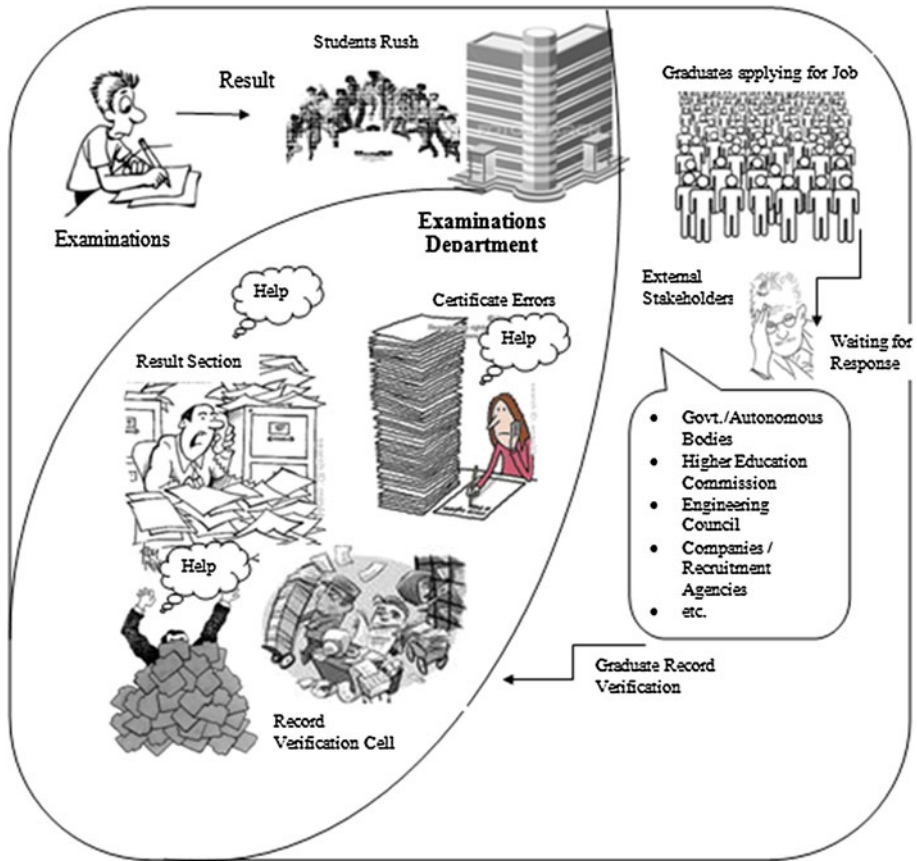 Students Rush
Result
Examinations
Examinations
Department
Graduates applying for Job
External
Stakeholders
Waiting for
Response
Help
Certificate Errors
Help
Result Section
Help
Record
Verification Cell
• Govt./Autonomous
Bodies
• Higher Education
Commission
• Engineering
Council
• Companies /
Recruitment
Agencies
• etc.
Graduate Record
Verification